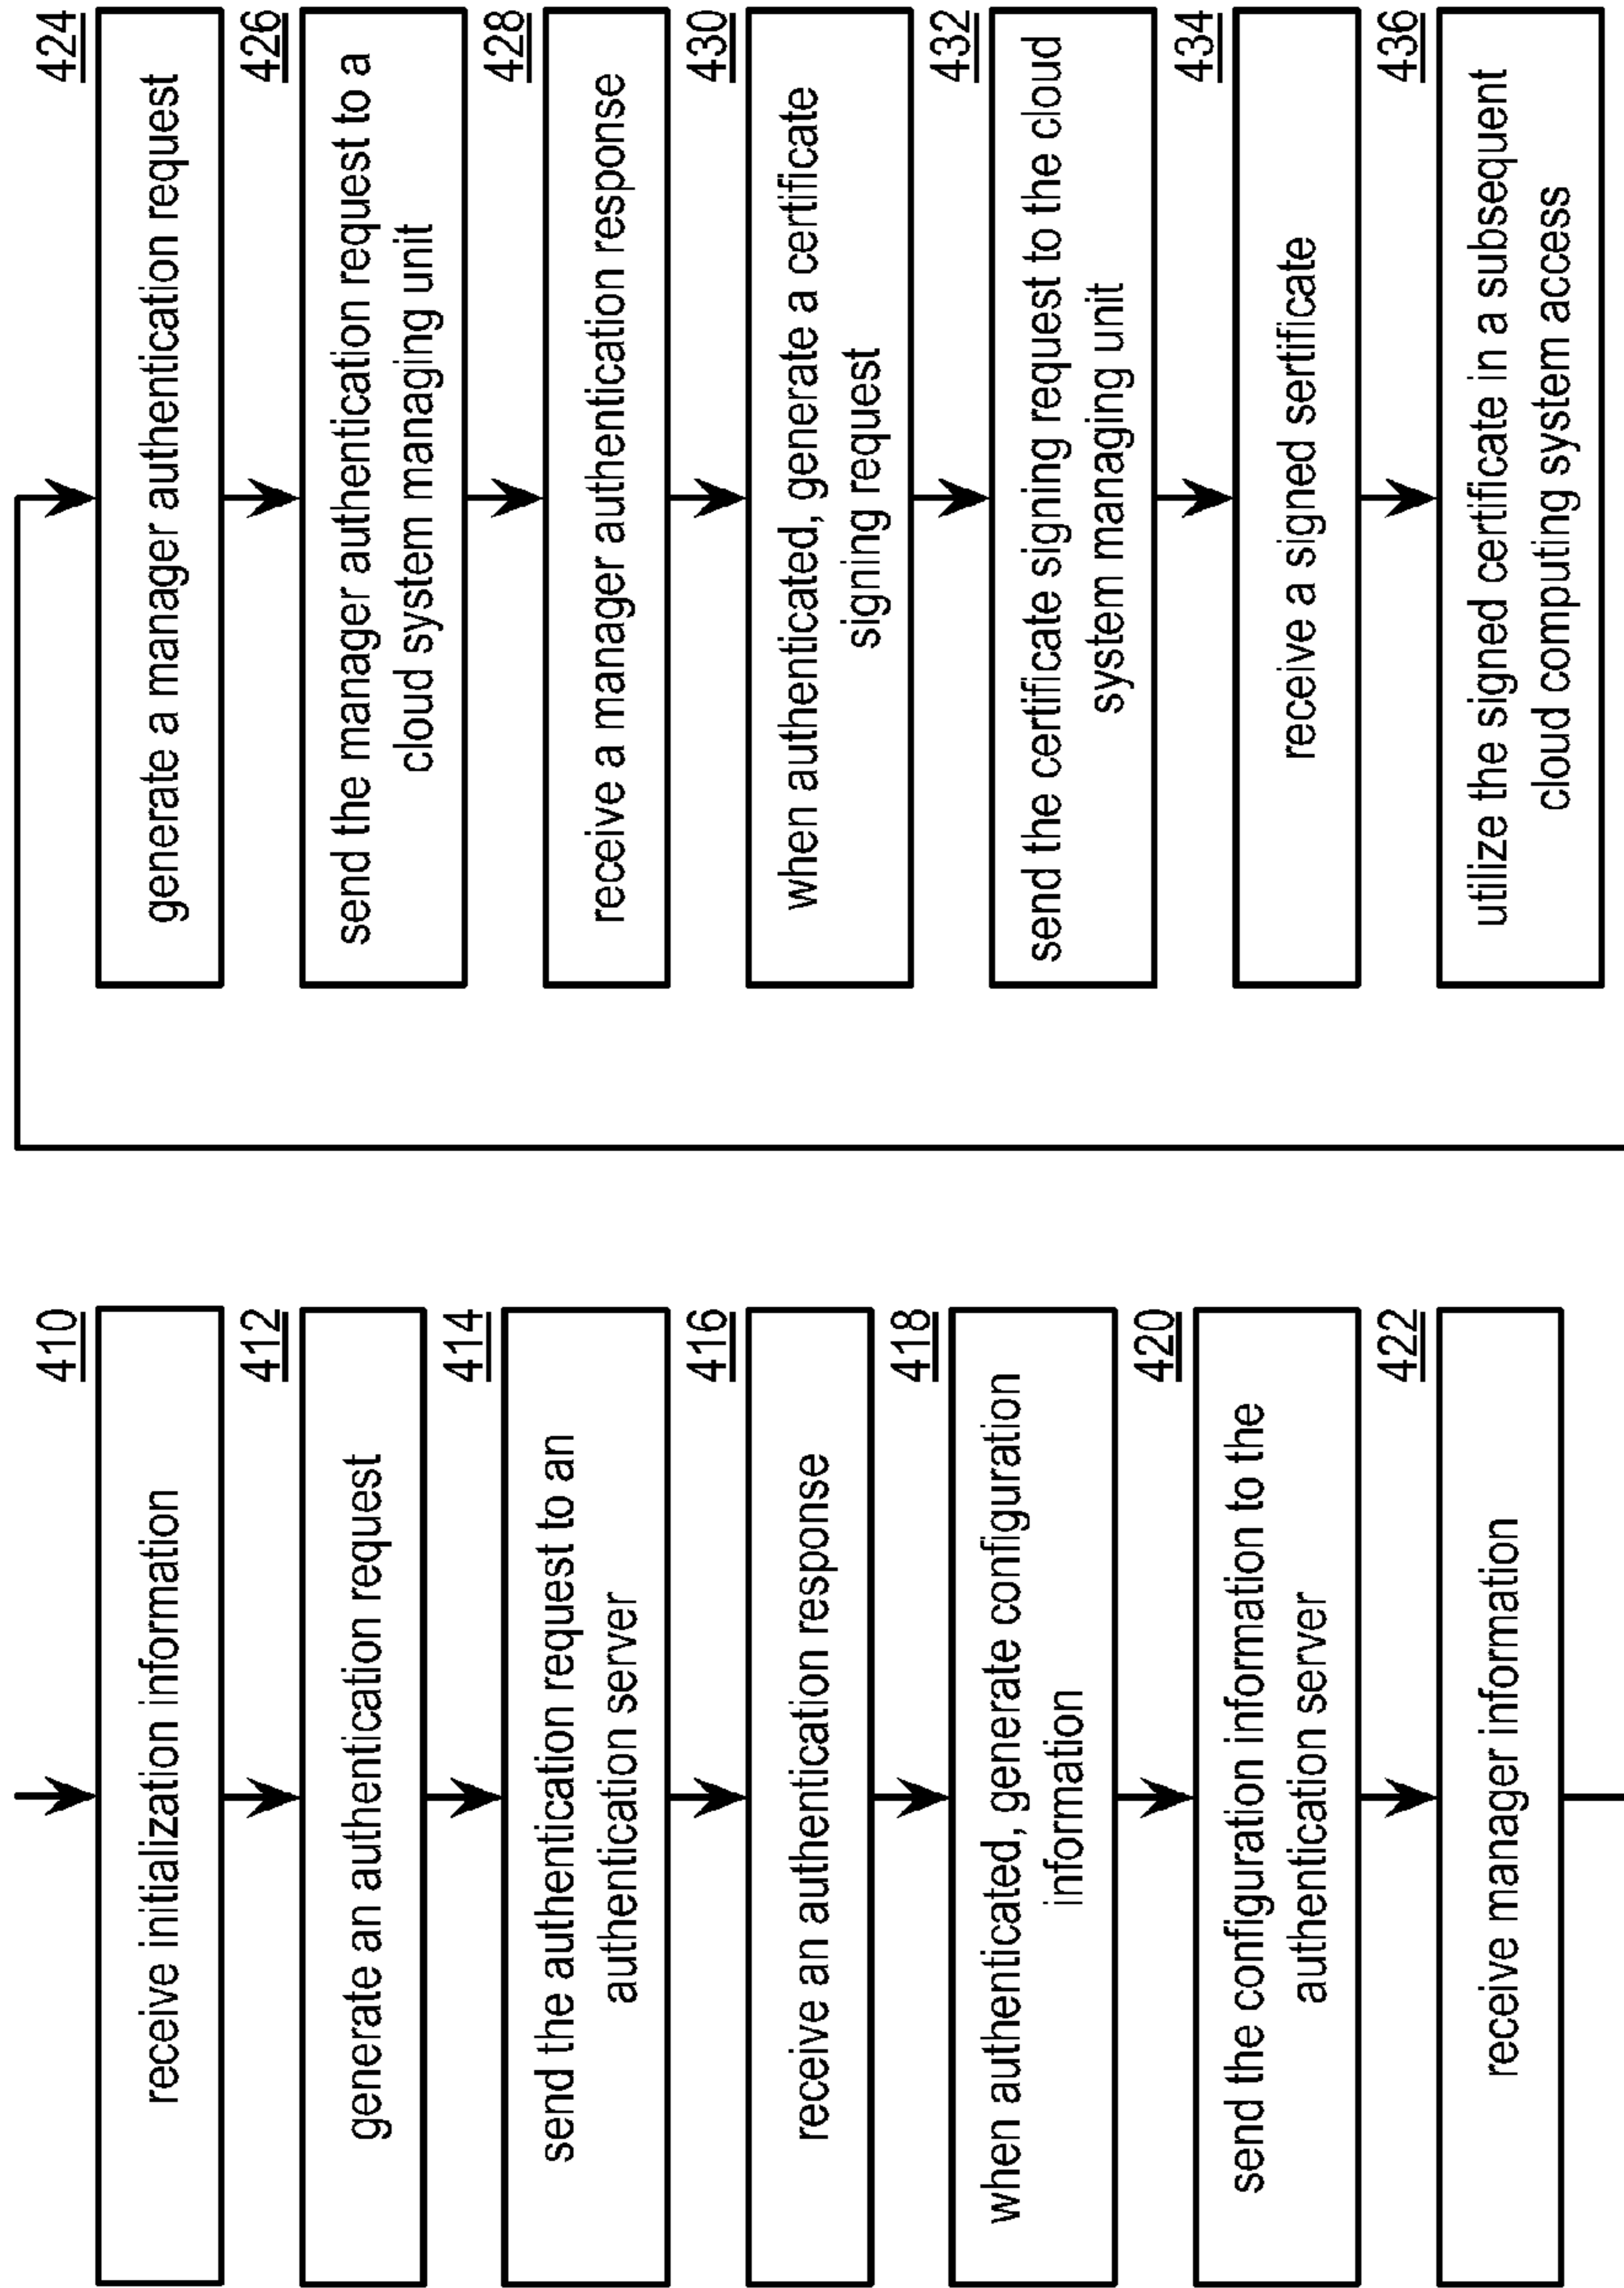 410
receive initialization information
412
generate an authentication request
414
send the authentication request to an
authentication server
416
receive an authentication response
418
when authenticated, generate configuration
information
420
send the configuration information to the
authentication server
422
receive manager information
424
generate a manager authentication request
426
send the manager authentication request to a
cloud system managing unit
428
receive a manager authentication response
430
when authenticated, generate a certificate
signing request
432
send the certificate signing request to the cloud
system managing unit
434
receive a signed sertificate
436
utilize the signed certificate in a subsequent
cloud computing system access